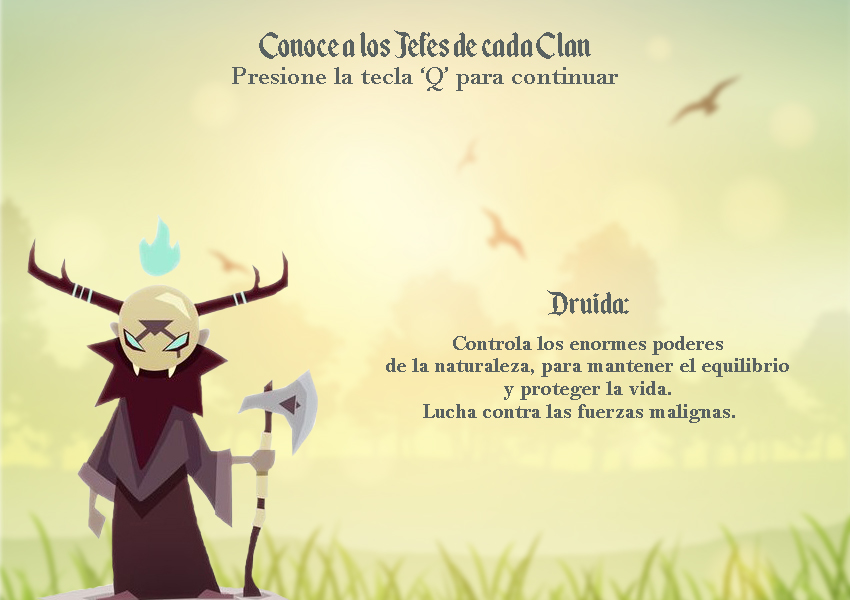 Conoce a los Jefes de cada Clan
Presione la tecla ‘Q’ para continuar
Druida:
Controla los enormes poderes
de la naturaleza, para mantener el equilibrio
y proteger la vida.
Lucha contra las fuerzas malignas.